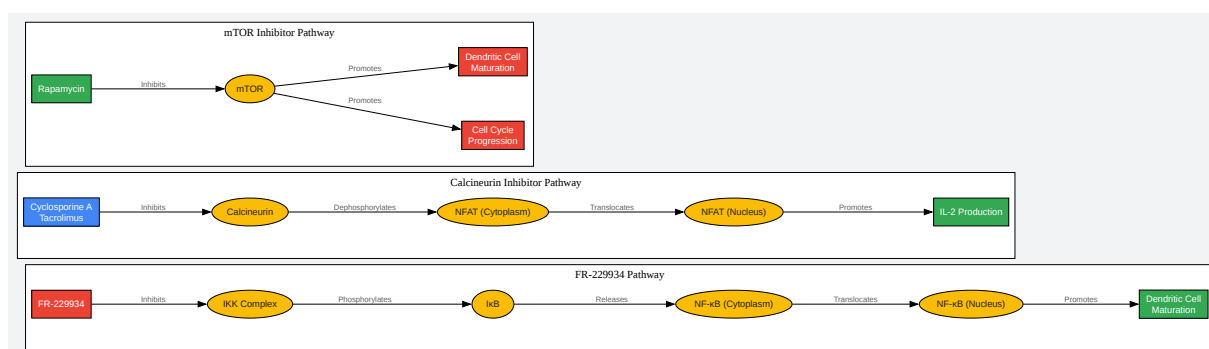 mTOR Inhibitor Pathway
Rapamycin
Inhibits
mTOR
Promotes
Dendritic Cell
Maturation
Promotes
Cell Cycle
Progression
Calcineurin Inhibitor Pathway
Cyclosporine A
Tacrolimus
Inhibits
Calcineurin
Dephosphorylates
NFAT (Cytoplasm)
Translocates
NFAT (Nucleus)
Promotes
IL-2 Production
FR-229934 Pathway
FR-229934
Inhibits
IKK Complex
Phosphorylates
IκB
Releases
NF-κB (Cytoplasm)
Translocates
NF-κB (Nucleus)
Promotes
Dendritic Cell
Maturation